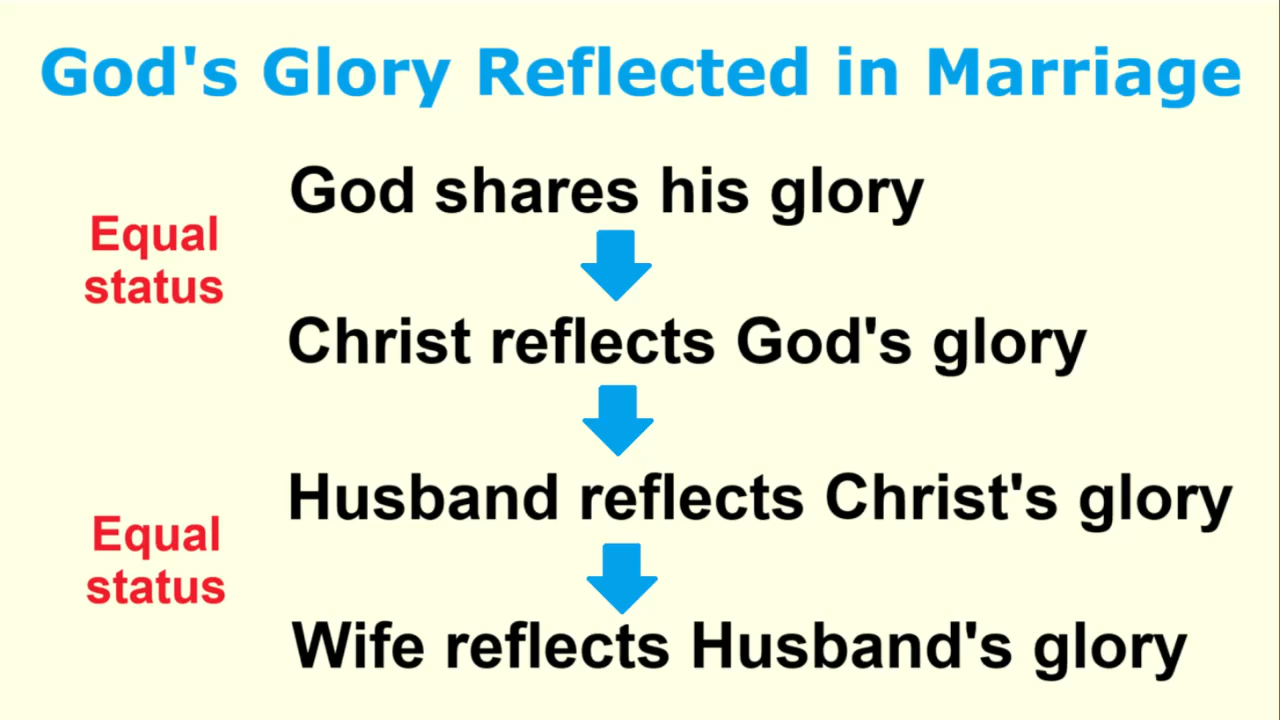 God's Glory Reflected in Marriage
God shares his glory
Equal
status
Christ reflects God's glory
Husband reflects Christ's glory
Equal
status
Wife reflects Husband's glory